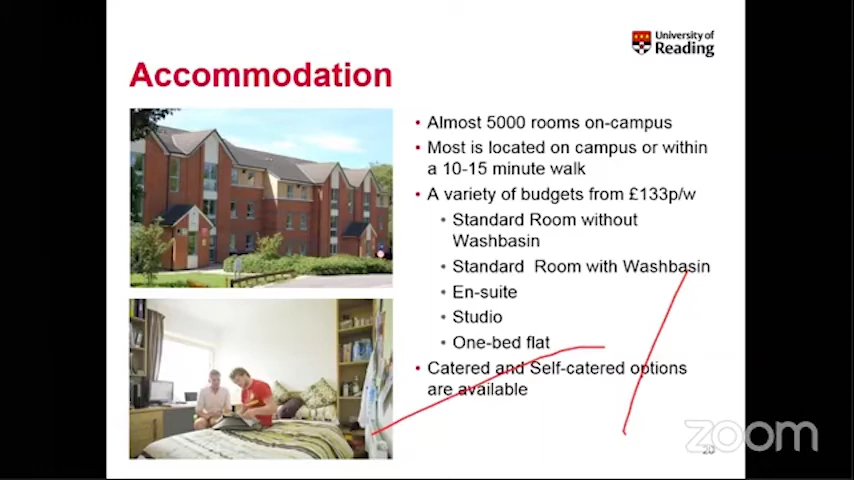 University of
Reading
Accommodation
• Almost 5000 rooms on-campus
• Most is located on campus or within
a 10-15 minute walk
• A variety of budgets from £133p/w
• Standard Room without
Washbasin
• Standard Room with Washbasin
• En-suite
• Studio
• One-bed flat
• Catered and Self-catered options
are available
zoom
20